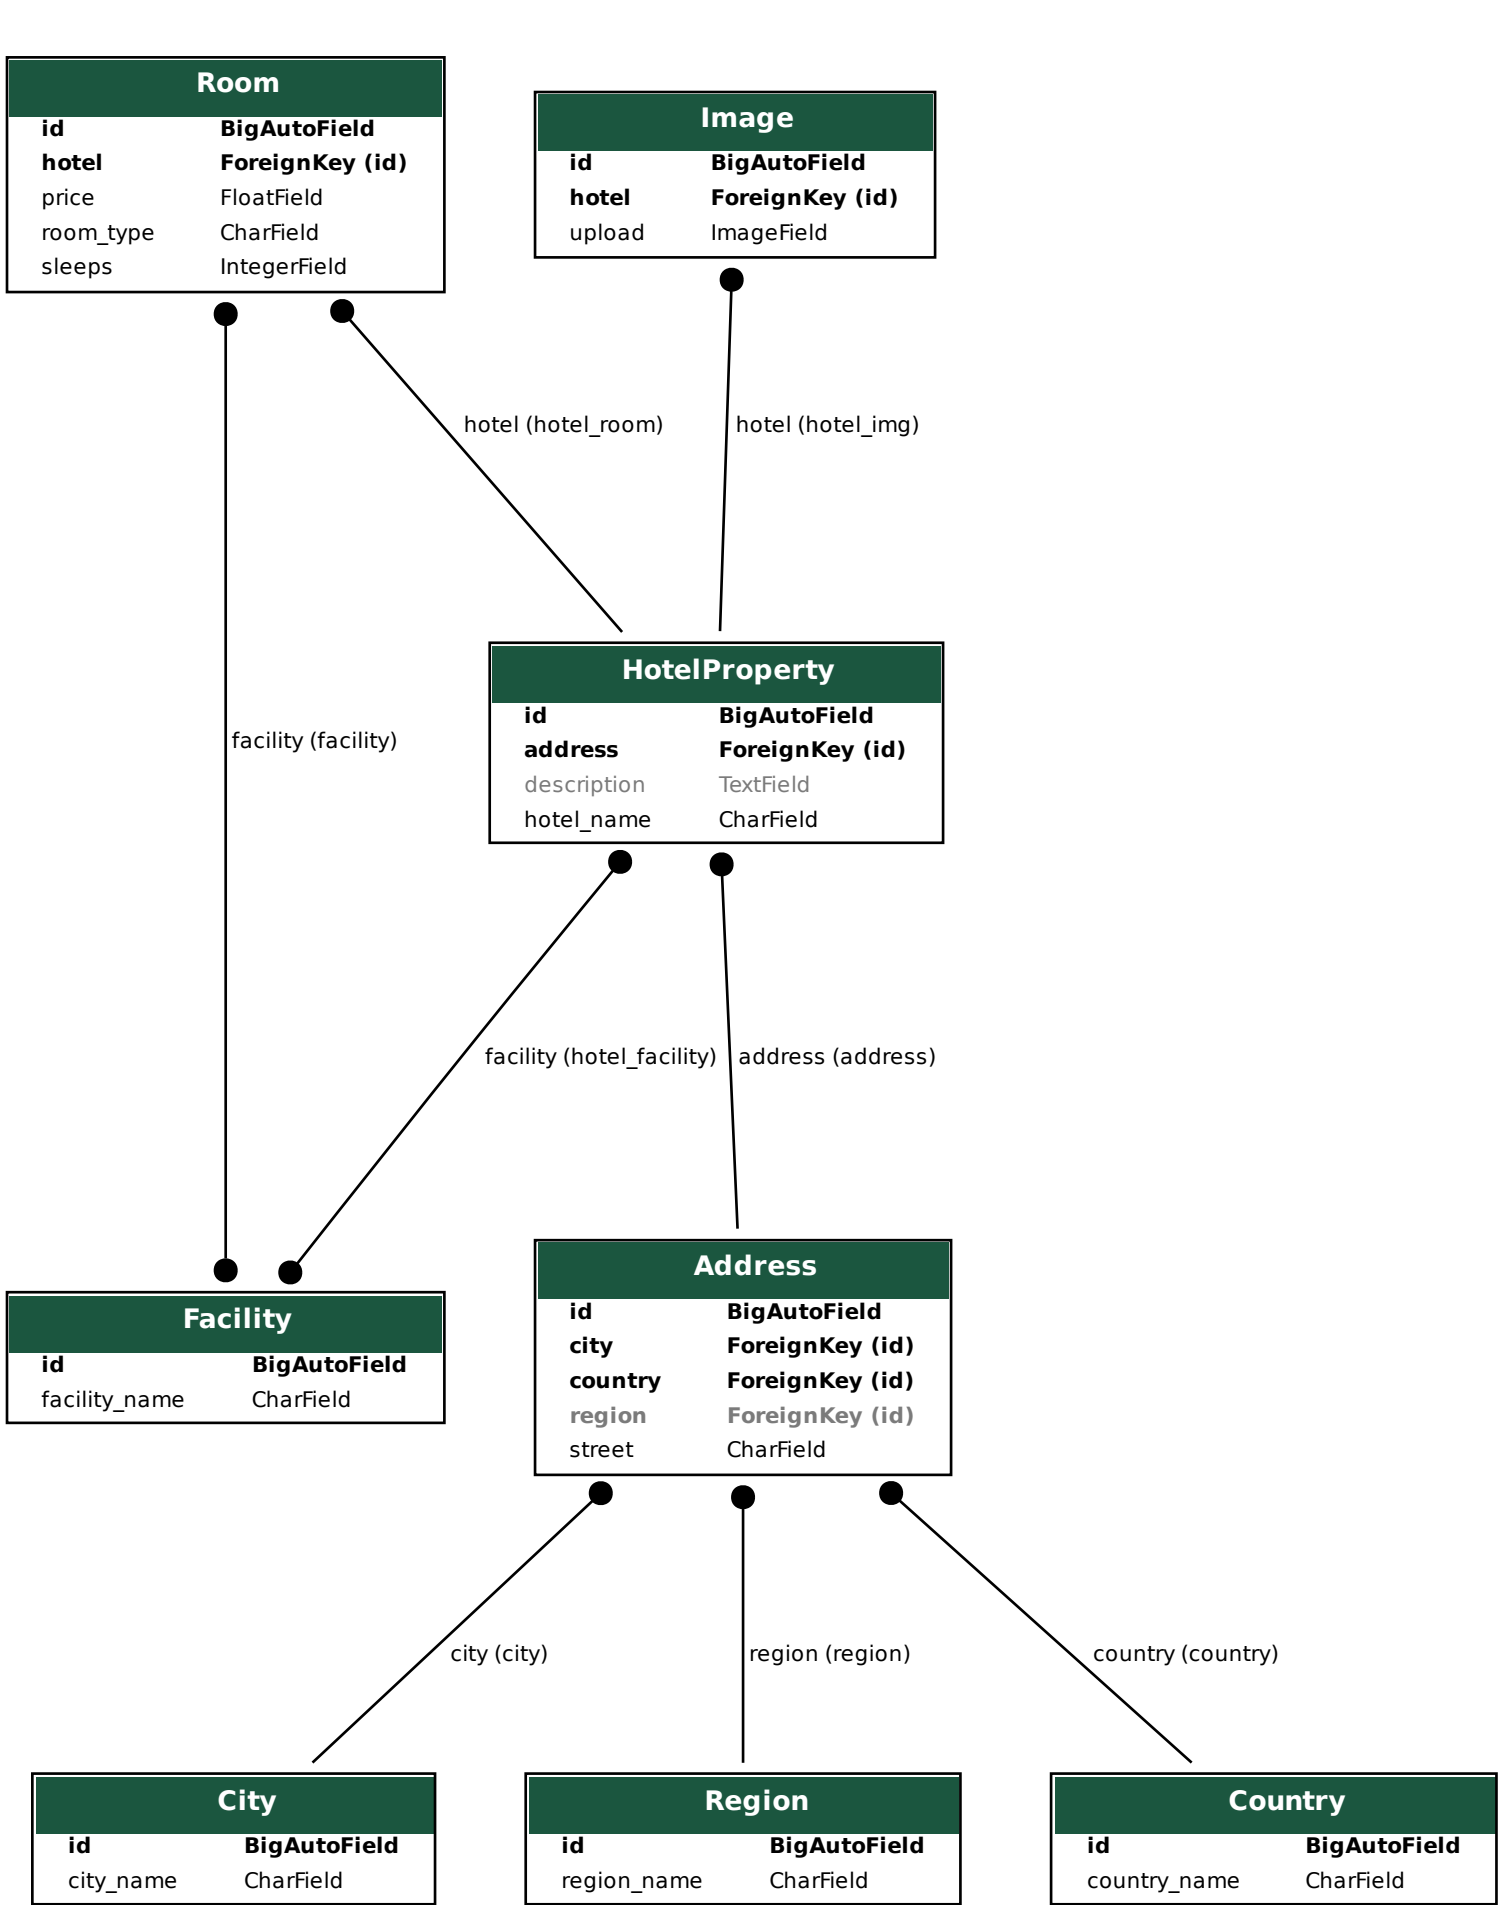 Room
id BigAutoField
hotel ForeignKey (id)
price FloatField
room_type CharField
sleeps IntegerField
Image
id BigAutoField
hotel ForeignKey (id)
upload ImageField
hotel (hotel_room)
hotel (hotel_img)
HotelProperty
id BigAutoField
address ForeignKey (id)
description TextField
hotel_name CharField
facility (facility)
facility (hotel_facility)
address (address)
Facility
id BigAutoField
facility_name CharField
Address
id BigAutoField
city ForeignKey (id)
country ForeignKey (id)
region ForeignKey (id)
street CharField
city (city)
region (region)
country (country)
City
id BigAutoField
city_name CharField
Region
id BigAutoField
region_name CharField
Country
id BigAutoField
country_name CharField